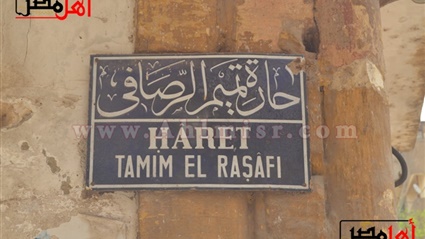 أهل مصر
حارة تميم الرصافى
HARET
TAMIM EL RAṢAFI
www.Ahlmasr.com
أهل مصر